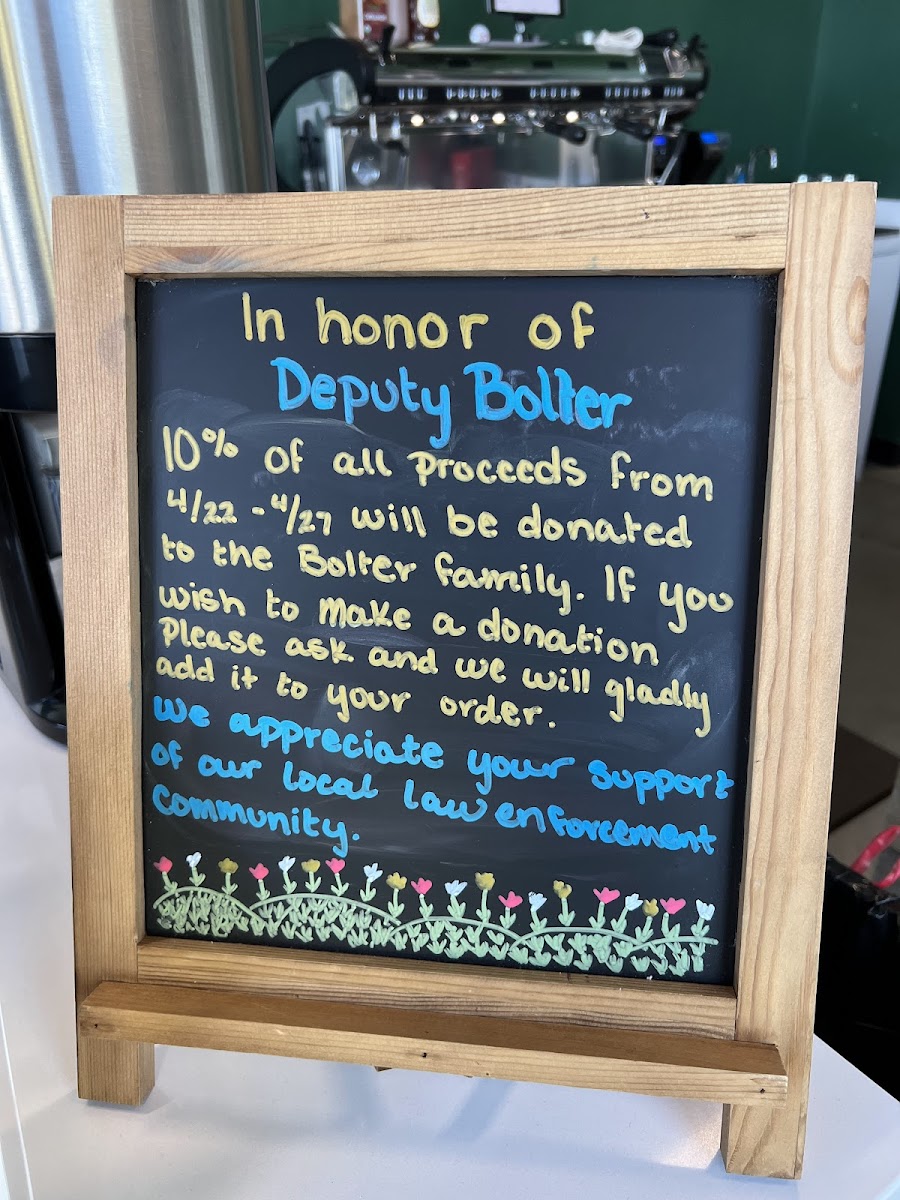 In honor of
Deputy Bolter
10% of all proceeds from
4/22 - 4/27 will be donated
to the Bolter family. If you
wish to make a donation
Please ask and we will gladly
add it to your order.
We appreciate your support
of our local law enforcement
community.